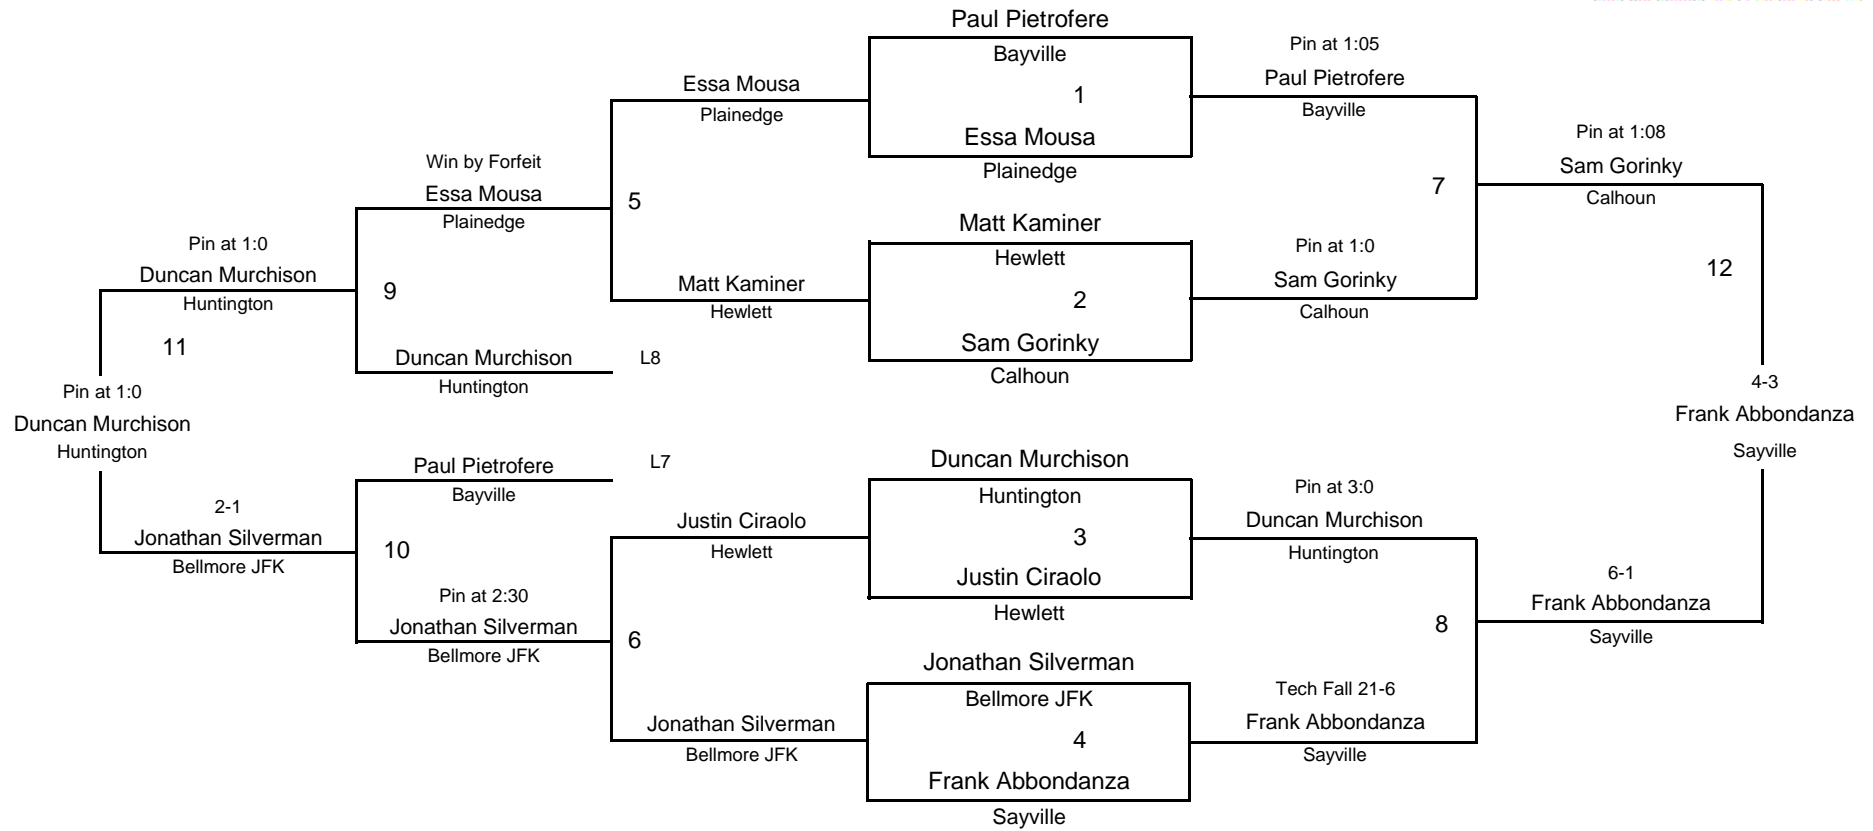 Paul Pietrofere
Bayville
1
Essa Mousa
Plainedge
Matt Kaminer
Hewlett
2
Sam Gorinky
Calhoun
Duncan Murchison
Huntington
3
Justin Ciraolo
Hewlett
Jonathan Silverman
Bellmore JFK
4
Frank Abbondanza
Sayville
Pin at 1:05
Paul Pietrofere
Bayville
7
Pin at 1:0
Sam Gorinky
Calhoun
Pin at 3:0
Duncan Murchison
Huntington
8
Tech Fall 21-6
Frank Abbondanza
Sayville
Pin at 1:08
Sam Gorinky
Calhoun
12
6-1
Frank Abbondanza
Sayville
4-3
Frank Abbondanza
Sayville
Essa Mousa
Plainedge
5
Matt Kaminer
Hewlett
L8
L7
Justin Ciraolo
Hewlett
6
Jonathan Silverman
Bellmore JFK
Win by Forfeit
Essa Mousa
Plainedge
9
Duncan Murchison
Huntington
Paul Pietrofere
Bayville
10
Pin at 2:30
Jonathan Silverman
Bellmore JFK
Pin at 1:0
Duncan Murchison
Huntington
11
2-1
Jonathan Silverman
Bellmore JFK
Pin at 1:0
Duncan Murchison
Huntington